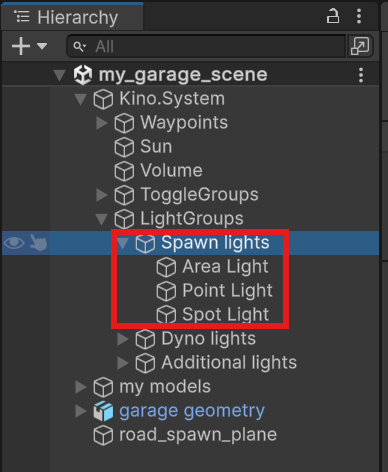 Hierarchy
All
my_garage_scene
Kino.System
Waypoints
Sun
Volume
ToggleGroups
LightGroups
Spawn lights
Area Light
Point Light
Spot Light
Dyno lights
Additional lights
my models
garage geometry
road_spawn_plane